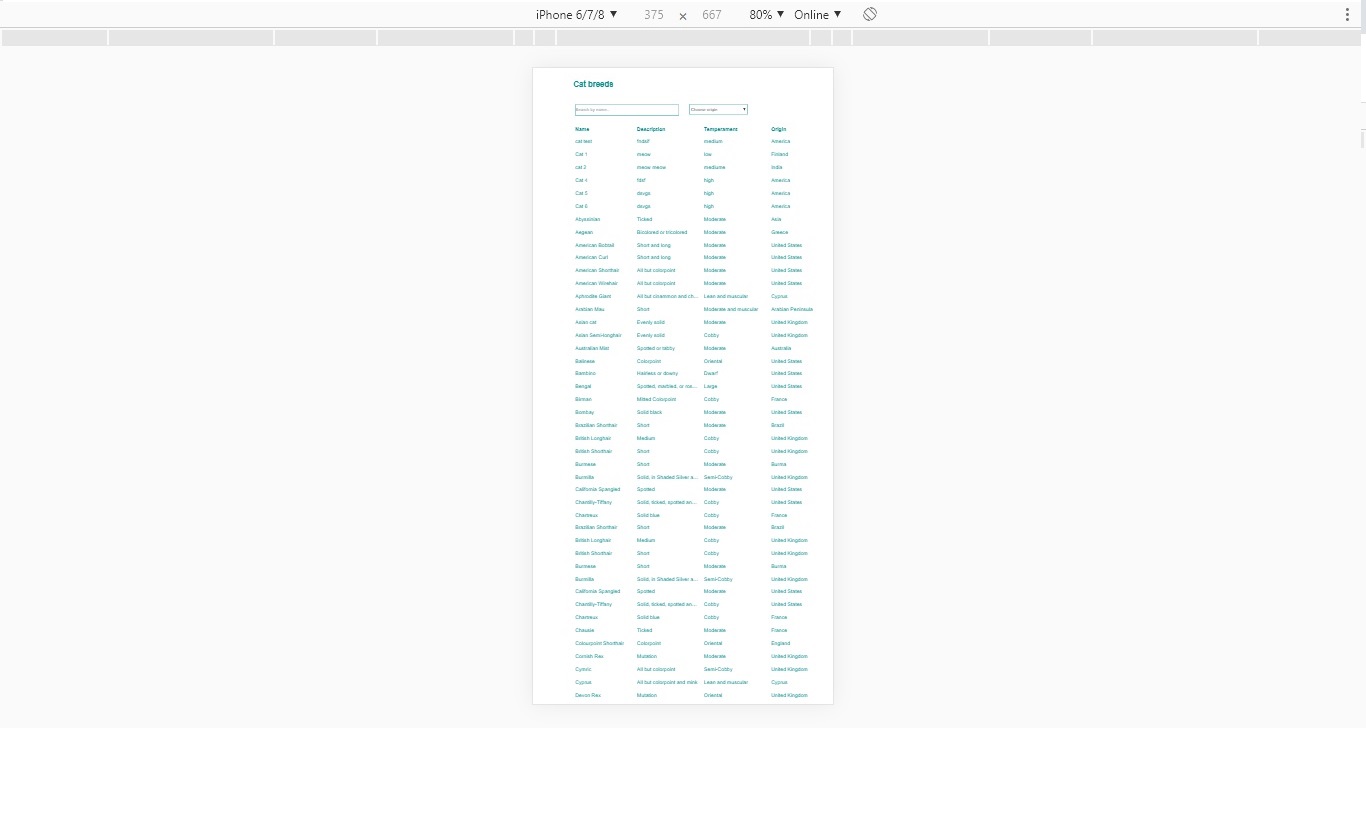 iPhone 6/7/8 ▼ 375 × 667 80% ▼ Online ▼
Cat breeds
Search by name... Choose origin
Name Description Temperament Origin
cat test medium America
Cat 1 meow low Finland
cat 2 meow meow mediume India
Cat 4 high America
Cat 5 high America
Cat 6 high America
Abyssinian Ticked Moderate Asia
Aegean Bicolored or tricolored Moderate Greece
American Bobtail Short and long Moderate United States
American Curl Short and long Moderate United States
American Shorthair All but colorpoint Moderate United States
American Wirehair All but colorpoint Moderate United States
Aphrodite Giant All but cinammon and ch... Lean and muscular Cyprus
Arabian Mau Short Moderate and muscular Arabian Peninsula
Asian cat Evenly solid Moderate United Kingdom
Asian Semi-longhair Evenly solid Cobby United Kingdom
Australian Mist Spotted or tabby Moderate Australia
Balinese Colorpoint Oriental United States
Bambino Hairless or downy Dwarf United States
Bengal Spotted, marbled, or ros... Large United States
Birman Mitted Colorpoint Cobby France
Bombay Solid black Moderate United States
Brazilian Shorthair Short Moderate Brazil
British Longhair Medium Cobby United Kingdom
British Shorthair Short Cobby United Kingdom
Burmese Short Moderate Burma
Burmilla Solid, in Shaded Silver a... Semi-Cobby United Kingdom
California Spangled Spotted Moderate United States
Chantilly-Tiffany Solid, ticked, spotted an... Cobby United States
Chartreux Solid blue Cobby France
Brazilian Shorthair Short Moderate Brazil
British Longhair Medium Cobby United Kingdom
British Shorthair Short Cobby United Kingdom
Burmese Short Moderate Burma
Burmilla Solid, in Shaded Silver a... Semi-Cobby United Kingdom
California Spangled Spotted Moderate United States
Chantilly-Tiffany Solid, ticked, spotted an... Cobby United States
Chartreux Solid blue Cobby France
Chausie Ticked Moderate France
Colourpoint Shorthair Colorpoint Oriental England
Cornish Rex Mutation Moderate United Kingdom
Cymric All but colorpoint Semi-Cobby United Kingdom
Cyprus All but colorpoint and mink Lean and muscular Cyprus
Devon Rex Mutation Oriental United Kingdom